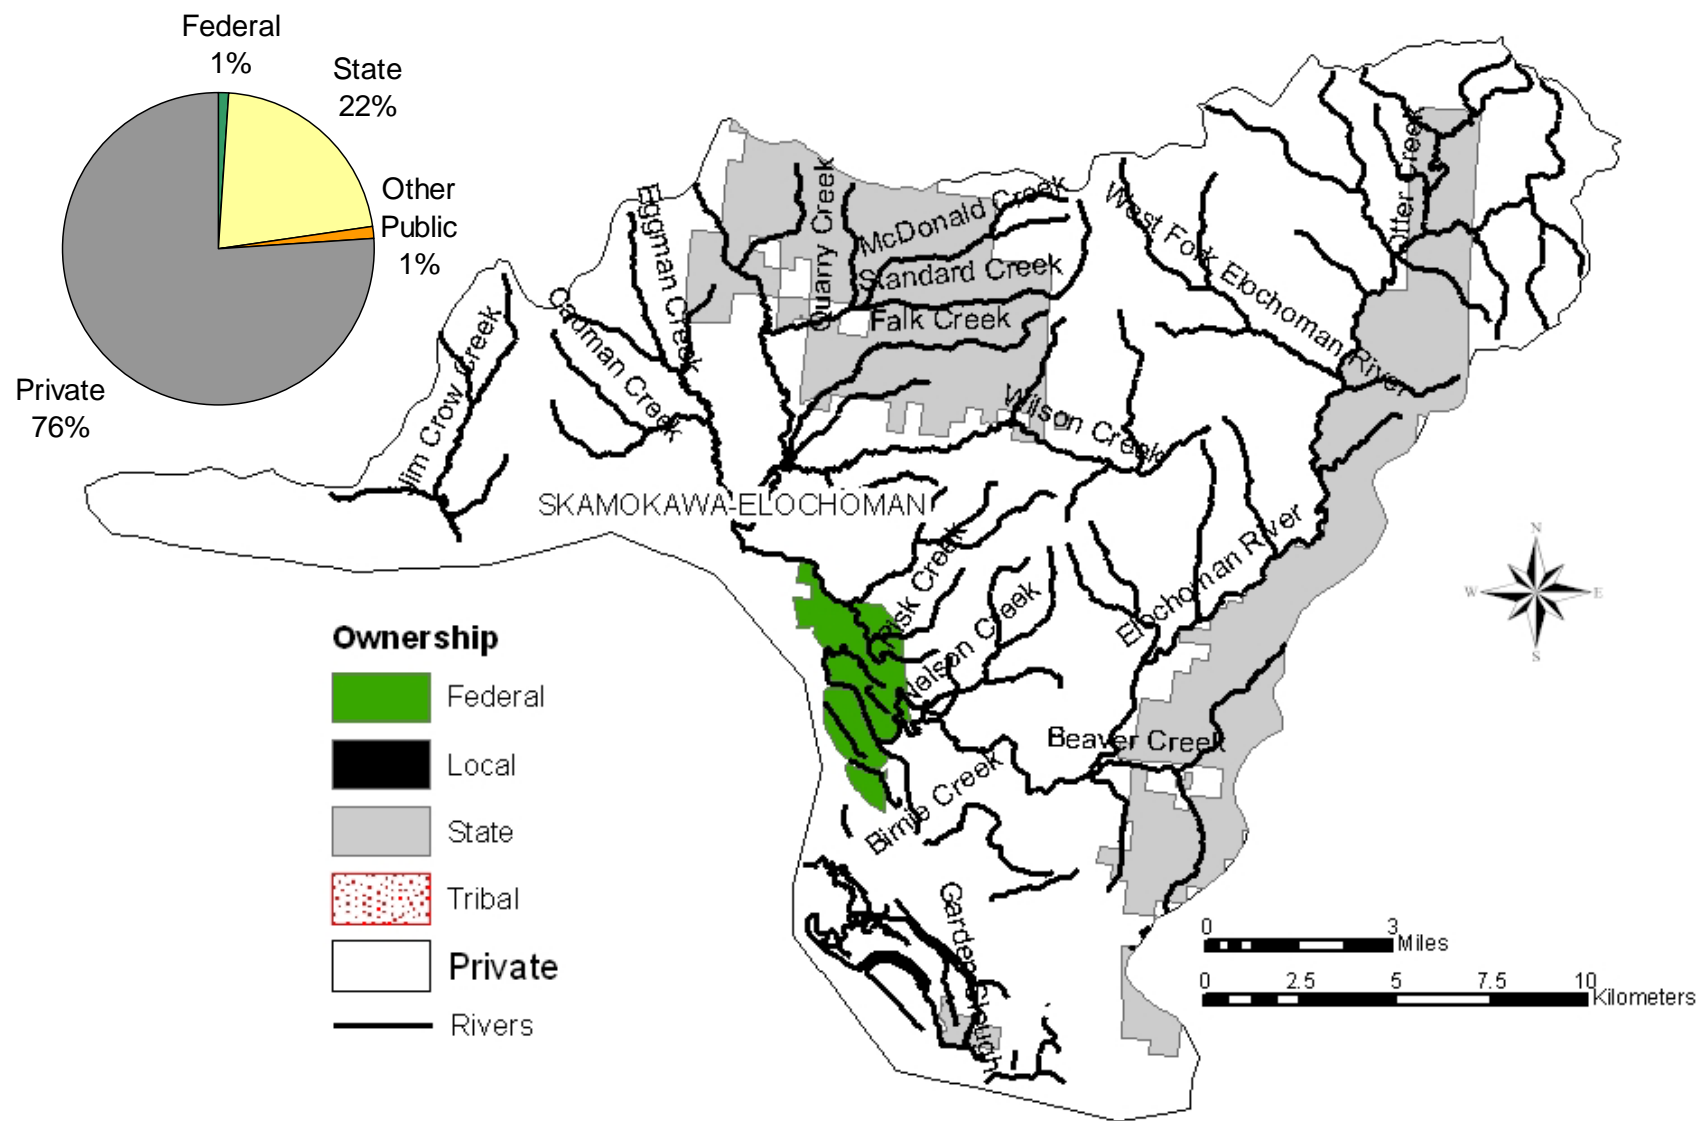 Federal
1%
State
22%
Other
Public
1%
Private
76%
Jim Crow creek
Cadman Creek
Eggman Creek
Quarry Creek
McDonald Creek
Standard Creek
Falk Creek
Wilson Creek
West Fork Elochoman River
Otter Creek
SKAMOKAWA-ELOCHOMAN
Risk Creek
Nelson Creek
Elochoman River
Beaver Creek
Birnie Creek
Garden Slough
N
W
E
S
Ownership
Federal
Local
State
Tribal
Private
Rivers
0
3
Miles
0
2.5
5
7.5
10
Kilometers